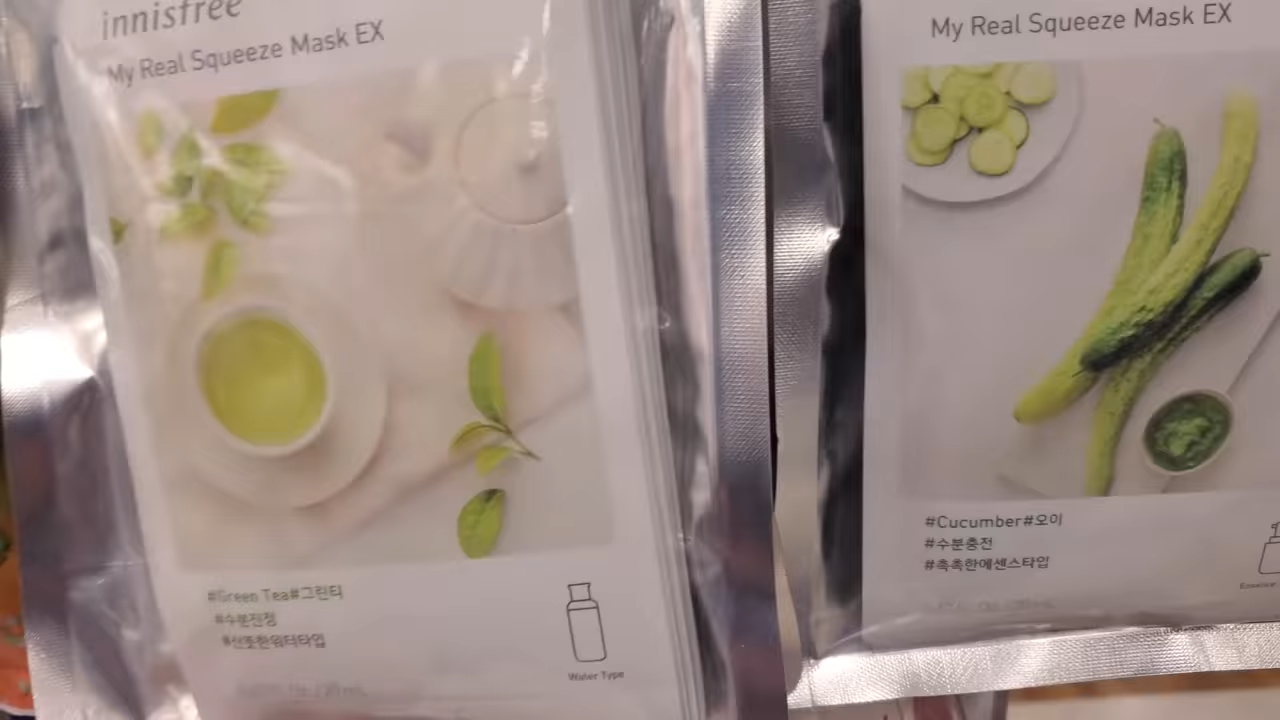 innisfree
My Real Squeeze Mask EX
#Green Tea#그린티
#수분진정
#산뜻한워터타입
Water Type
My Real Squeeze Mask EX
#Cucumber#오이
#수분충전
#촉촉한에센스타입
Essence